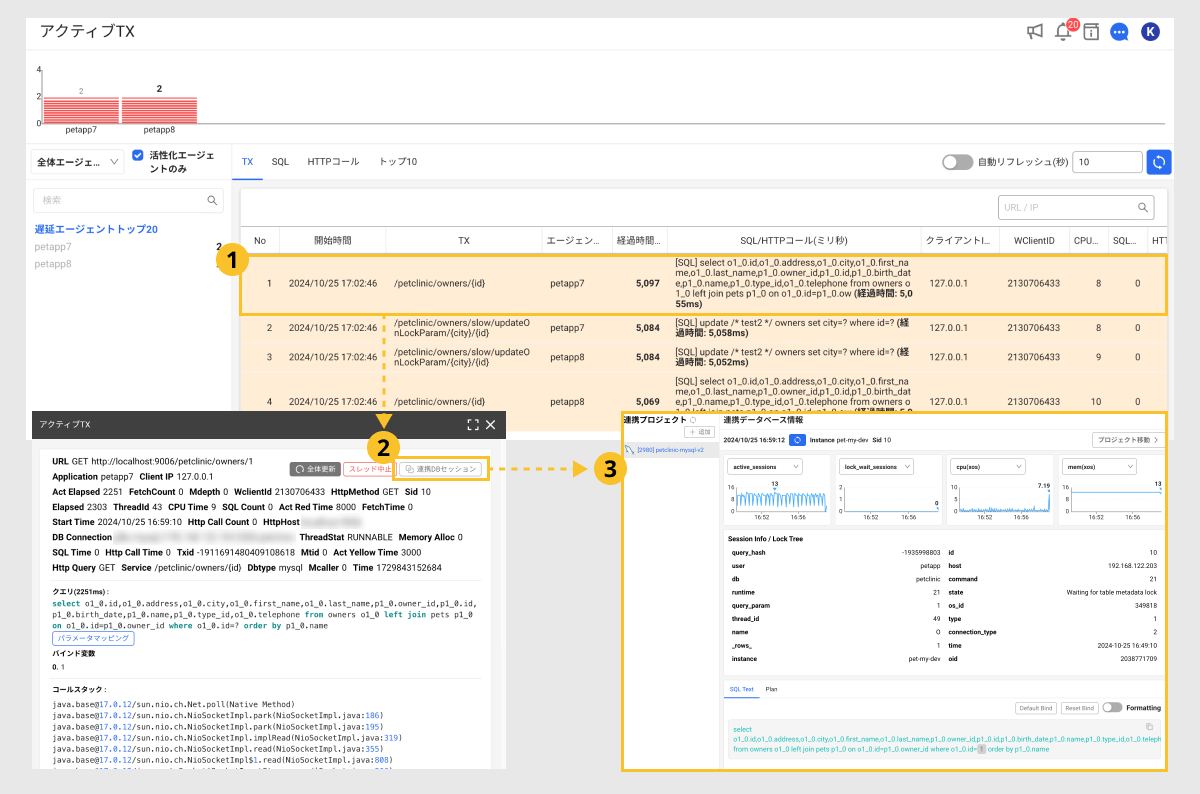 アクティブTX
20
K
4
2
0
2
2
petapp7
petapp8
全体エージェ...
活性化エージェ
ントのみ
TX SQL HTTPコール トップ10
自動リフレッシュ(秒) 10
検索
URL / IP
遅延エージェントトップ20
petapp7 2
petapp8
No 開始時間 TX エージェン... 経過時間... SQL/HTTPコール(ミリ秒) クライアントI... WClientID CPU... SQL... HTT
1
1 2024/10/25 17:02:46 /petclinic/owners/{id} petapp7 5,097 127.0.0.1 2130706433 8 0
[SQL] select o1_0.id,o1_0.address,o1_0.city,o1_0.first_na
me,o1_0.last_name,p1_0.owner_id,p1_0.id,p1_0.birth_dat
e,p1_0.name,p1_0.type_id,o1_0.telephone from owners o
1_0 left join pets p1_0 on o1_0.id=p1_0.ow (経過時間: 5,0
55ms)
2 2024/10/25 17:02:46 /petclinic/owners/slow/updateO
nLockParam/{city}/{id} petapp7 5,084 [SQL] update /* test2 */ owners set city=? where id=? (経
過時間: 5,058ms) 127.0.0.1 2130706433 8 0
3 2024/10/25 17:02:46 /petclinic/owners/slow/updateO
nLockParam/{city}/{id} petapp8 5,084 [SQL] update /* test2 */ owners set city=? where id=? (経
過時間: 5,052ms) 127.0.0.1 2130706433 9 0
4 2024/10/25 17:02:46 /petclinic/owners/{id} petapp8 5,069 127.0.0.1 2130706433 10 0
[SQL] select o1_0.id,o1_0.address,o1_0.city,o1_0.first_na
me,o1_0.last_name,p1_0.owner_id,p1_0.id,p1_0.birth_dat
e,p1_0.name,p1_0.type_id,o1_0.telephone from owners o
アクティブTX
2
URL GET http://localhost:9006/petclinic/owners/1
全体更新 スレッド中止 連携DBセッション
Application petapp7 Client IP 127.0.0.1
Act Elapsed 2251 FetchCount 0 Mdepth 0 WclientId 2130706433 HttpMethod GET Sid 10
Elapsed 2303 ThreadId 43 CPU Time 9 SQL Count 0 Act Red Time 8000 FetchTime 0
Start Time 2024/10/25 16:59:10 Http Call Count 0 HttpHost
DB Connection ThreadStat RUNNABLE Memory Alloc 0
SQL Time 0 Http Call Time 0 Txid -1911691480409108618 Mtid 0 Act Yellow Time 3000
Http Query GET Service /petclinic/owners/{id} Dbtype mysql Mcaller 0 Time 1729843152684
クエリ(2251ms) :
select o1_0.id,o1_0.address,o1_0.city,o1_0.first_name,o1_0.last_name,p1_0.owner_id,p1_0.id,
p1_0.birth_date,p1_0.name,p1_0.type_id,o1_0.telephone from owners o1_0 left join pets p1_0
on o1_0.id=p1_0.owner_id where o1_0.id=? order by p1_0.name
パラメータマッピング
バインド変数
0. 1
コールスタック :
java.base@17.0.12/sun.nio.ch.Net.poll(Native Method)
java.base@17.0.12/sun.nio.ch.NioSocketImpl.park(NioSocketImpl.java:186)
java.base@17.0.12/sun.nio.ch.NioSocketImpl.park(NioSocketImpl.java:195)
java.base@17.0.12/sun.nio.ch.NioSocketImpl.implRead(NioSocketImpl.java:319)
java.base@17.0.12/sun.nio.ch.NioSocketImpl.read(NioSocketImpl.java:355)
java.base@17.0.12/sun.nio.ch.NioSocketImpl$1.read(NioSocketImpl.java:808)
3
連携プロジェクト
＋ 追加
[2980] petclinic-mysql-v2
連携データベース情報
2024/10/25 16:59:12 Instance pet-my-dev Sid 10 プロジェクト移動
active_sessions lock_wait_sessions cpu(xos) mem(xos)
16 8 0 13 16:52 16:56
2 1 0 0 16:52 16:56
10 5 0 7.19 16:52 16:56
16 8 0 13 16:52 16:56
Session Info / Lock Tree
query_hash -1935998803 id 10
user petapp host 192.168.122.203
db petclinic command 21
runtime 21 state Waiting for table metadata lock
query_param 1 os_id 349818
thread_id 49 type 1
name O connection_type 2
_rows_ 1 time 2024-10-25 16:49:10
instance pet-my-dev oid 2038771709
SQL Text Plan
Default Bind Reset Bind Formatting
select
o1_0.id,o1_0.address,o1_0.city,o1_0.first_name,o1_0.last_name,p1_0.owner_id,p1_0.id,p1_0.birth_date,p1_0.name,p1_0.type_id,o1_0.teleph
from owners o1_0 left join pets p1_0 on o1_0.id=p1_0.owner_id where o1_0.id= 1 order by p1_0.name